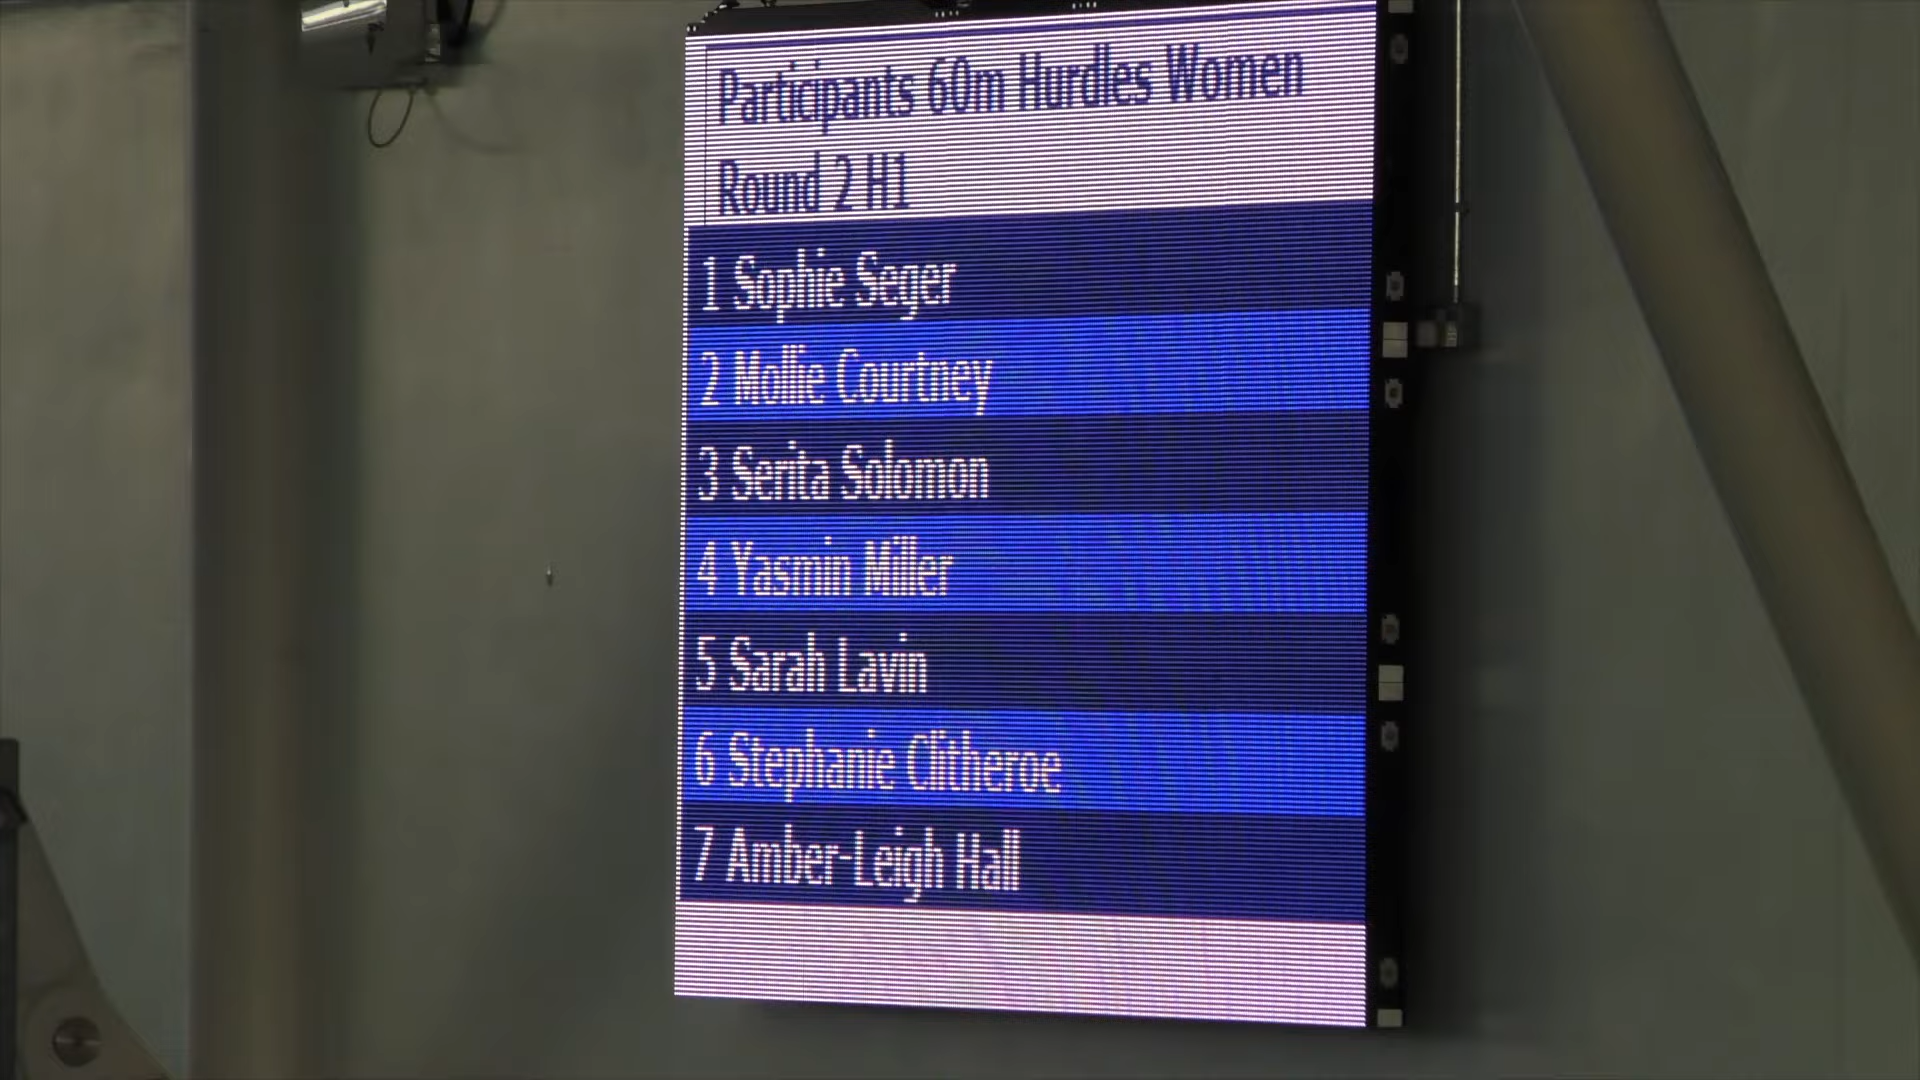 Participants 60m Hurdles Women
Round 2 H1
1 Sophie Seger
2 Mollie Courtney
3 Serita Solomon
4 Yasmin Miller
5 Sarah Lavin
6 Stephanie Clitheroe
7 Amber-Leigh Hall